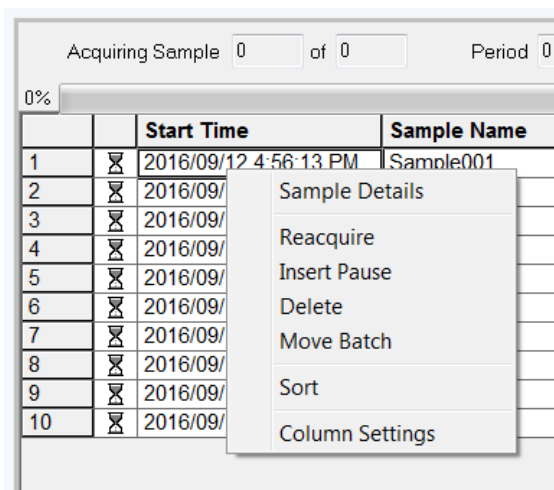 Acquiring Sample 0 of 0 Period 0
0%
Start Time Sample Name
1 2016/09/12 4:56:13 PM Sample001
2 2016/09/
3 2016/09/
4 2016/09/
5 2016/09/
6 2016/09/
7 2016/09/
8 2016/09/
9 2016/09/
10 2016/09/
Sample Details
Reacquire
Insert Pause
Delete
Move Batch
Sort
Column Settings